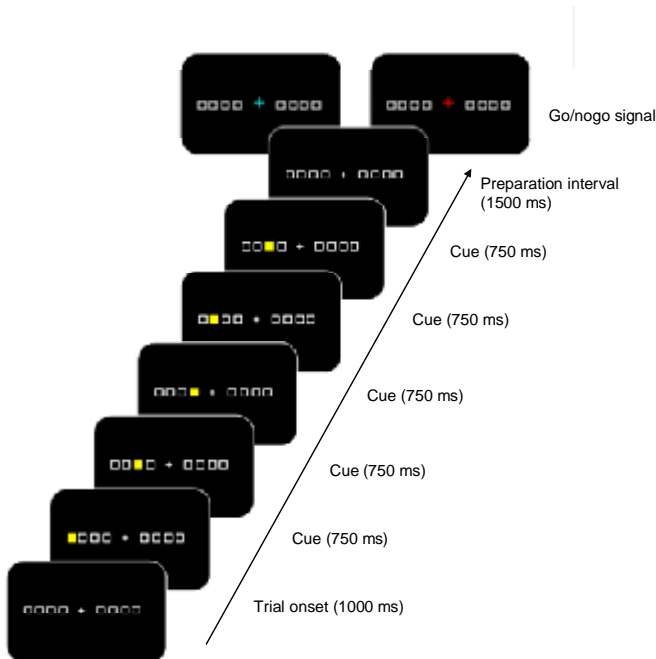 Go/nogo signal
Preparation interval
(1500 ms)
Cue (750 ms)
Cue (750 ms)
Cue (750 ms)
Cue (750 ms)
Cue (750 ms)
Trial onset (1000 ms)